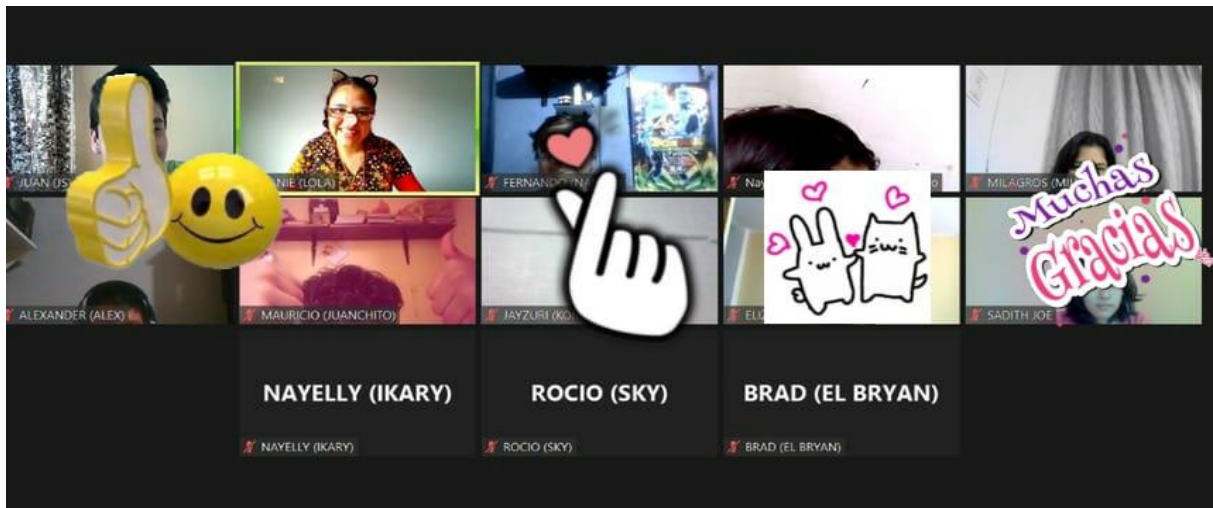 JUAN
NIE (LOLA)
FERNANDO
MILAGROS
Muchas
Gracias
ALEXANDER (ALEX)
MAURICIO (JUANCHITO)
JAYZURI
SADITH JOE
NAYELLY (IKARY)
ROCIO (SKY)
BRAD (EL BRYAN)
NAYELLY (IKARY)
ROCIO (SKY)
BRAD (EL BRYAN)